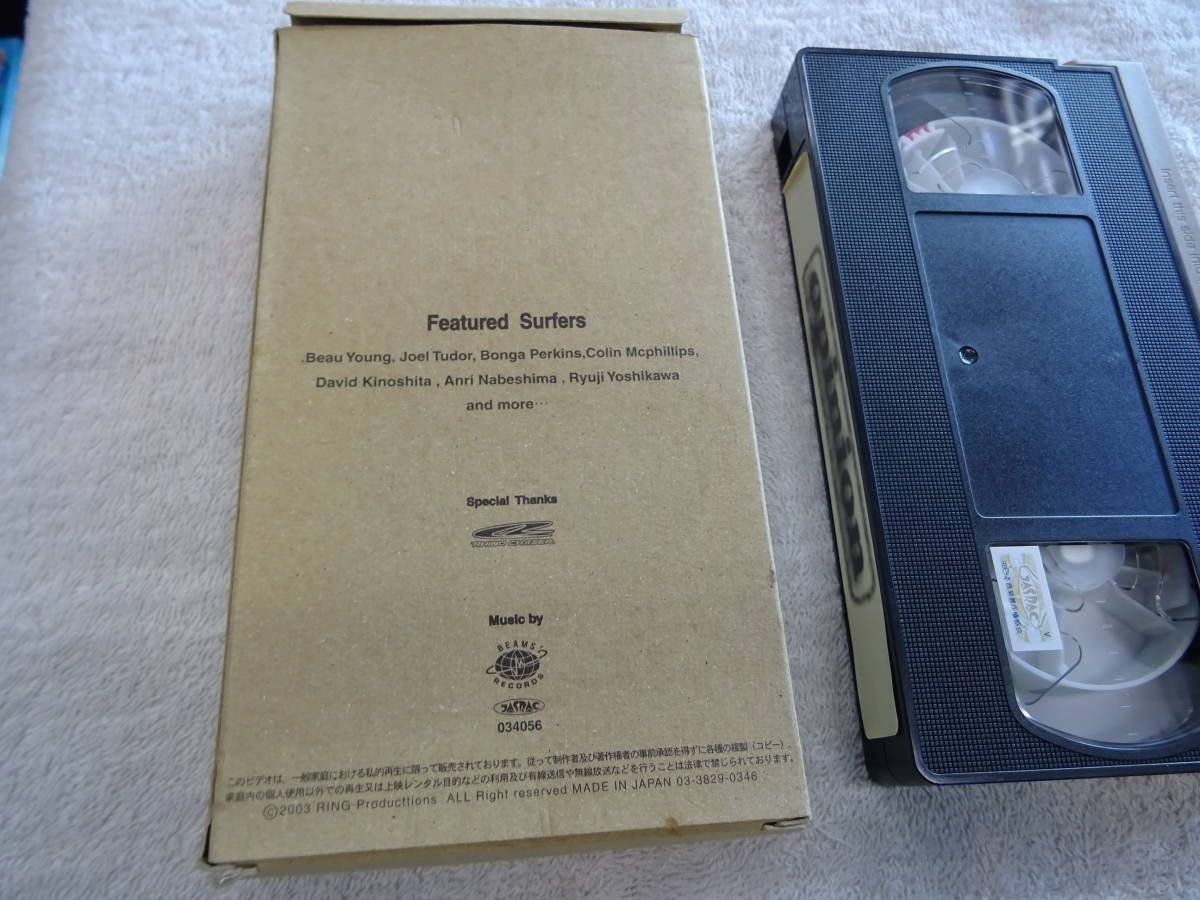 Featured Surfers
.Beau Young, Joel Tudor, Bonga Perkins,Colin Mcphillips,
David Kinoshita , Anri Nabeshima , Ryuji Yoshikawa
and more…
Special Thanks
RHINO CHASER
Music by
BEAMS
RECORDS
JASRAC
034056
このビデオは、一般家庭における私的再生に限って販売されております。従って制作者及び著作権者の事前承認を得ずに各種の複製（コピー）、
家庭内の個人使用以外での再生又は上映レンタル目的などの利用及び有線送信や無線放送などを行うことは法律で禁じられております。
©2003 RING Producttions ALL Right reserved MADE IN JAPAN 03-3829-0346
Insert this side
JASRAC